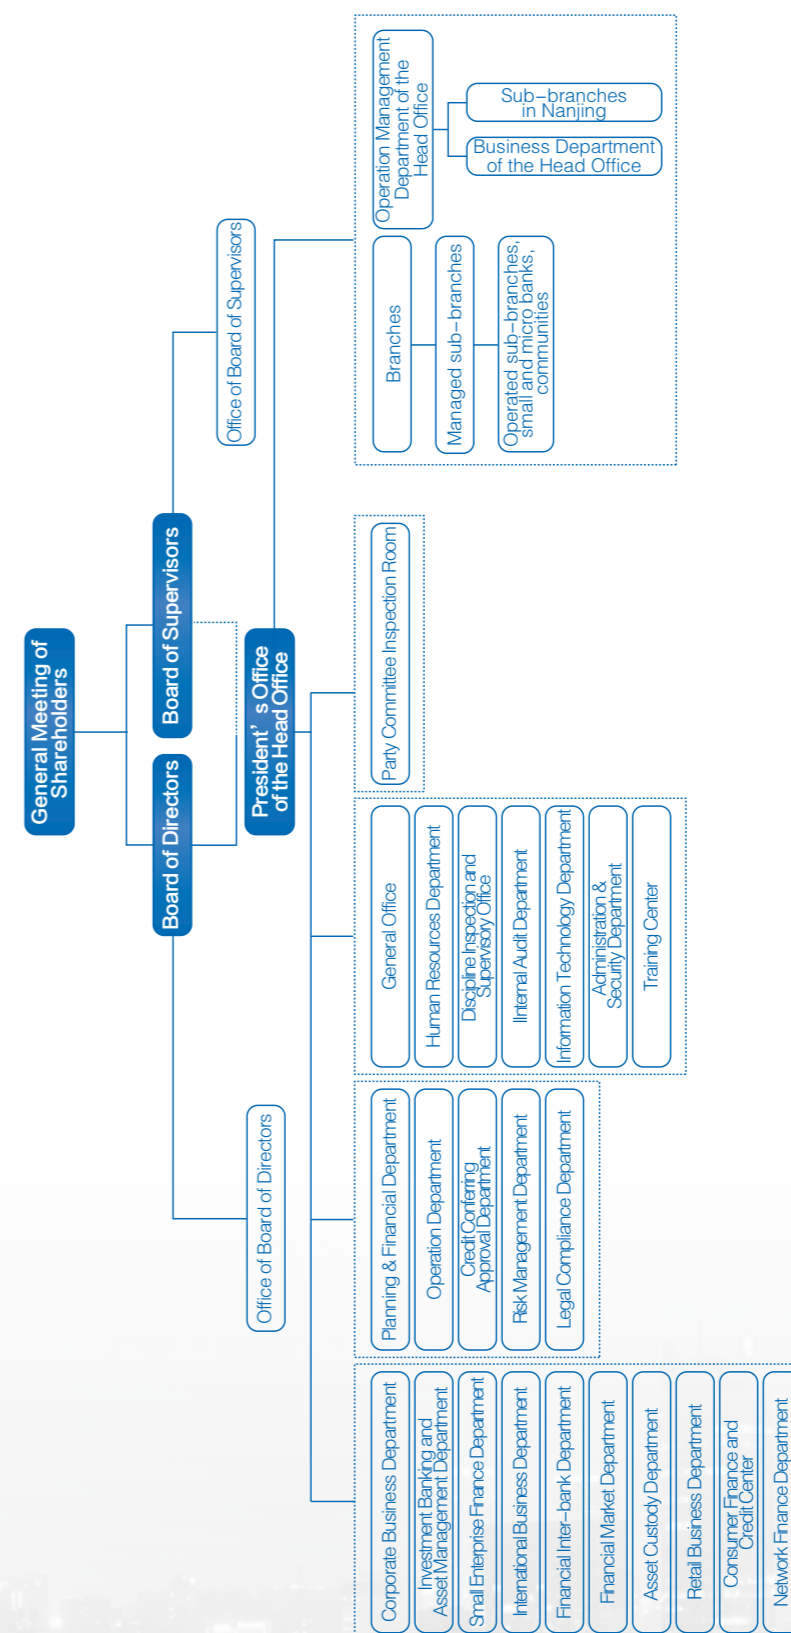 General Meeting of
Shareholders
Board of Directors
Board of Supervisors
Office of Board of Directors
President’ s Office
of the Head Office
Office of Board of Supervisors
Corporate Business Department
Investment Banking and
Asset Management Department
Small Enterprise Finance Department
International Business Department
Financial Inter-bank Department
Financial Market Department
Asset Custody Department
Retail Business Department
Consumer Finance and
Credit Center
Network Finance Department
Planning & Financial Department
Operation Department
Credit Conferring
Approval Department
Risk Management Department
Legal Compliance Department
General Office
Human Resources Department
Discipline Inspection and
Supervisory Office
IInternal Audit Department
Information Technology Department
Administration &
Security Department
Training Center
Party Committee Inspection Room
Branches
Managed sub-branches
Operated sub-branches,
small and micro banks,
communities
Operation Management
Department of the
Head Office
Business Department
of the Head Office
Sub-branches
in Nanjing